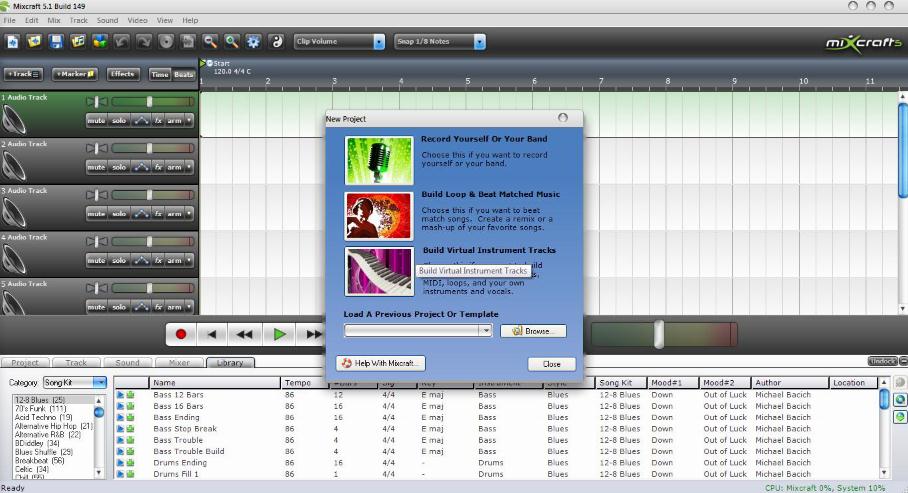 Mixcraft 5.1 Build 149
File Edit Mix Track Sound Video View Help
Clip Volume Snap 1/8 Notes
mixcraft5
+Track +Marker Effects Time Beats
Start
120.0 4/4 C
1 2 3 4 5 6 7 8 9 10 11
1 Audio Track
mute solo fx arm
2 Audio Track
mute solo fx arm
3 Audio Track
mute solo fx arm
4 Audio Track
mute solo fx arm
5 Audio Track
mute solo fx arm
New Project
Record Yourself Or Your Band
Choose this if you want to record
yourself or your band.
Build Loop & Beat Matched Music
Choose this if you want to beat
match songs. Create a remix or a
mash-up of your favorite songs.
Build Virtual Instrument Tracks
Build Virtual Instrument Tracks
MIDI, loops, and your own
instruments and vocals.
Load A Previous Project Or Template
Browse...
Help With Mixcraft... Close
Project Track Sound Mixer Library Undock
Category Song Kit
12-8 Blues (25)
70's Funk (111)
Acid Techno (19)
Alternative Hip Hop (21)
Alternative R&B (22)
BDiddley (34)
Blues Shuffle (29)
Breakbeat (56)
Celtic (34)
Name Tempo Key Instrument Style Song Kit Mood#1 Mood#2 Author Location
Bass 12 Bars 86 12 4/4 E maj Bass Blues 12-8 Blues Down Out of Luck Michael Bacich
Bass 16 Bars 86 16 4/4 E maj Bass Blues 12-8 Blues Down Out of Luck Michael Bacich
Bass Ending 86 4 4/4 E maj Bass Blues 12-8 Blues Down Out of Luck Michael Bacich
Bass Stop Break 86 4 4/4 E maj Bass Blues 12-8 Blues Down Out of Luck Michael Bacich
Bass Trouble 86 4 4/4 E maj Bass Blues 12-8 Blues Down Out of Luck Michael Bacich
Bass Trouble Build 86 4 4/4 E maj Bass Blues 12-8 Blues Down Out of Luck Michael Bacich
Drums Ending 86 16 4/4 - Drums Blues 12-8 Blues Down Out of Luck Michael Bacich
Drums Fill 1 86 1 4/4 - Drums Blues 12-8 Blues Down Out of Luck Michael Bacich
Ready CPU: Mixcraft 0%, System 10%